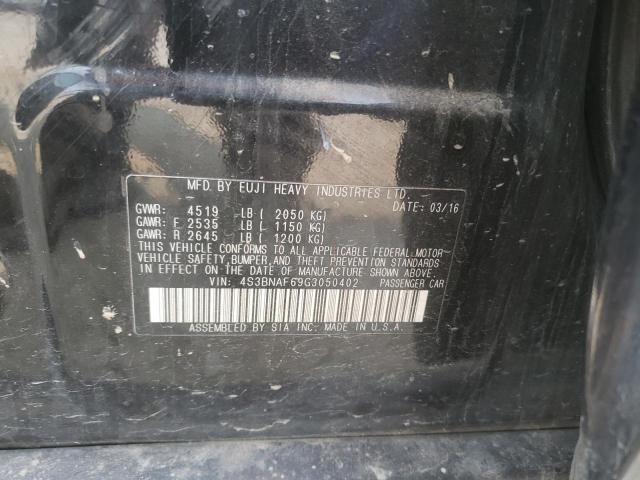 MFD. BY FUJI HEAVY INDUSTRIES LTD.
GVWR: 4519 LB ( 2050 KG) DATE: 03/16
GAWR: F 2535 LB ( 1150 KG)
GAWR: R 2645 LB ( 1200 KG)
THIS VEHICLE CONFORMS TO ALL APPLICABLE FEDERAL MOTOR
VEHICLE SAFETY, BUMPER, AND THEFT PREVENTION STANDARDS
IN EFFECT ON THE DATE OF MANUFACTURE SHOWN ABOVE.
VIN: 4S3BNAF69G3050402 PASSENGER CAR
ASSEMBLED BY SIA INC. MADE IN U.S.A.